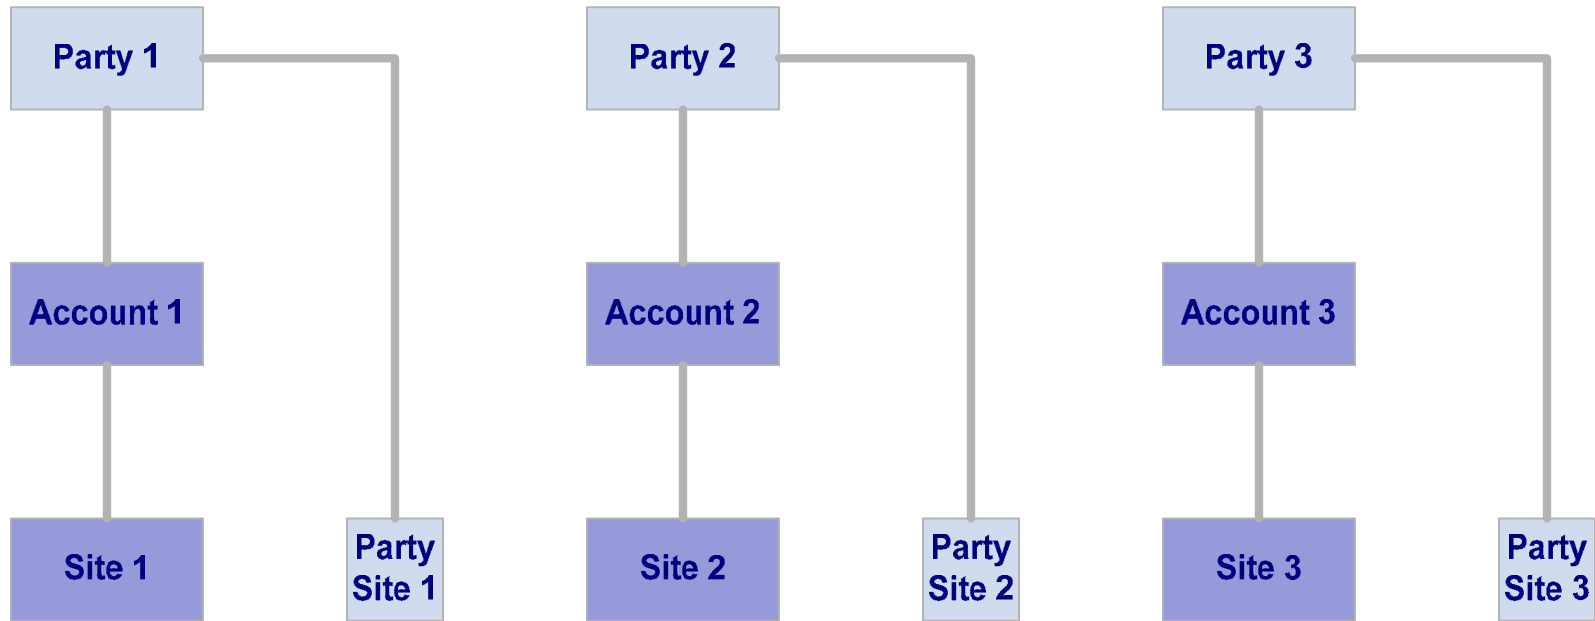 Party 1
Party 2
Party 3
Account 1
Account 2
Account 3
Site 1
Party
Site 1
Site 2
Party
Site 2
Site 3
Party
Site 3